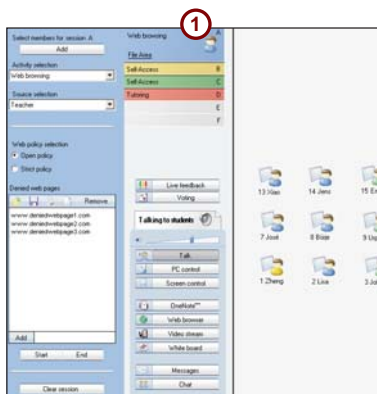 1
Select members for session A
Add
Activity selection
Web browsing
Source selection
Teacher
Web policy selection
Open policy
Strict policy
Denied web pages
Remove
www.deniedwebpage1.com
www.deniedwebpage2.com
www.deniedwebpage3.com
Add
Start End
Clear session
Web browsing A
File Area
Self-Access B
Self-Access C
Tutoring D
E
F
Live feedback
Voting
Talking to students
Talk
PC control
Screen control
OneNote™
Web browser
Video stream
White board
Messages
Chat
13 Xiao 14 Jens
7 Joost
1 Zheng 2 Lisa